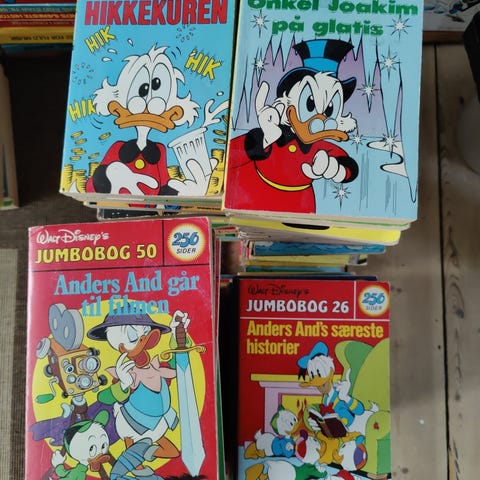 HIKKEKUREN
HIK
HIK
HIK
Onkel Joakim
på glatis
WALT DISNEY'S
JUMBOBOG 50
256
SIDER
Anders And går
til filmen
WALT DISNEY'S
JUMBOBOG 26
256
SIDER
Anders And's særeste
historier